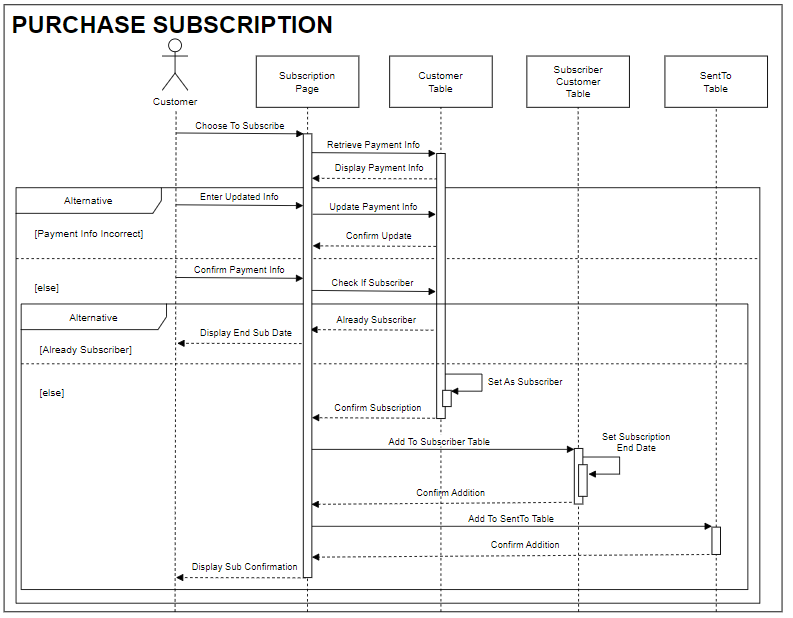 PURCHASE SUBSCRIPTION
Customer
Subscription
Page
Customer
Table
Subscriber
Customer
Table
SentTo
Table
Choose To Subscribe
Retrieve Payment Info
Display Payment Info
Alternative
Enter Updated Info
Update Payment Info
[Payment Info Incorrect]
Confirm Update
Confirm Payment Info
[else]
Check If Subscriber
Alternative
Already Subscriber
Display End Sub Date
[Already Subscriber]
Set As Subscriber
[else]
Confirm Subscription
Add To Subscriber Table
Set Subscription
End Date
Confirm Addition
Add To SentTo Table
Confirm Addition
Display Sub Confirmation